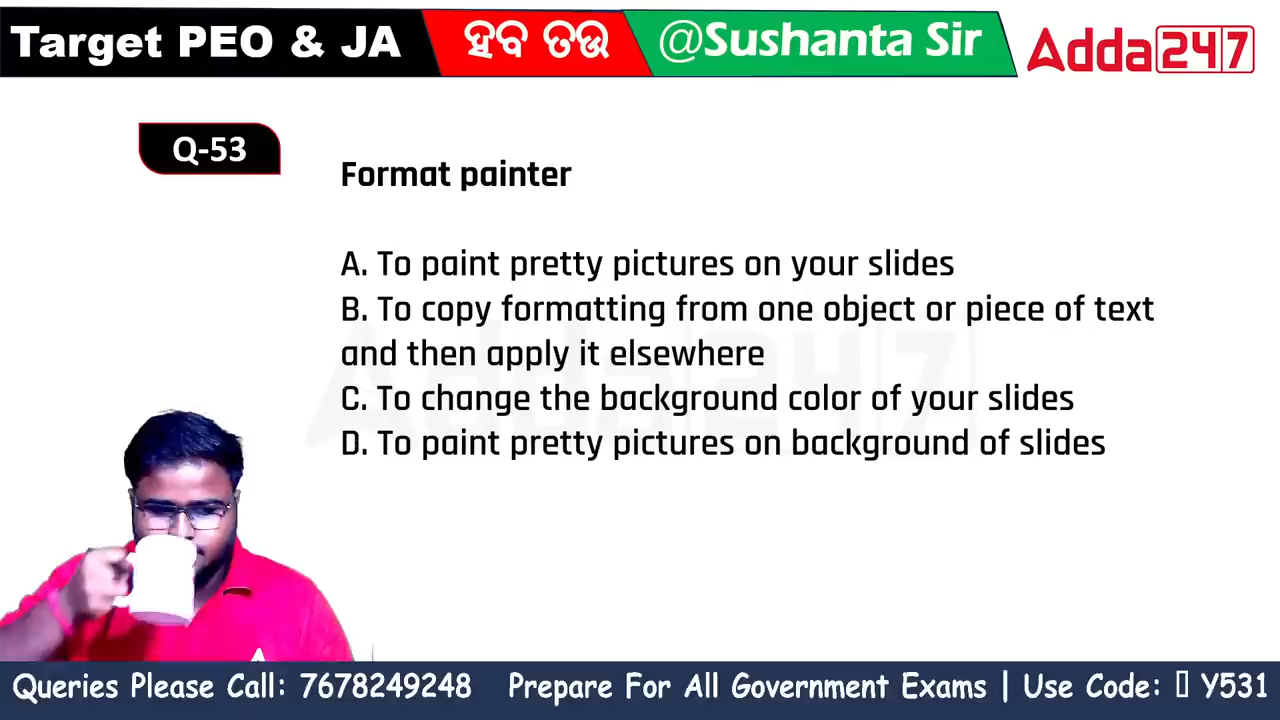 Target PEO & JA ହବ ତଉ @Sushanta Sir Adda247
Q-53
Format painter
A. To paint pretty pictures on your slides
B. To copy formatting from one object or piece of text
and then apply it elsewhere
C. To change the background color of your slides
D. To paint pretty pictures on background of slides
Adda247
Queries Please Call: 7678249248 Prepare For All Government Exams | Use Code: Y531